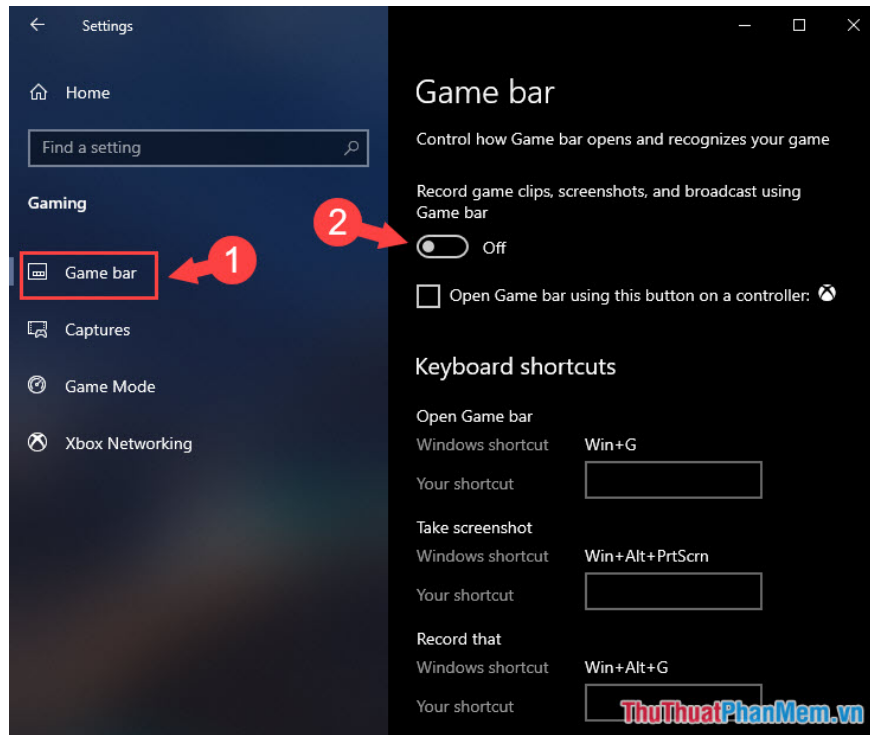 Settings
Home
Find a setting
Gaming
1
Game bar
Captures
Game Mode
Xbox Networking
Game bar
Control how Game bar opens and recognizes your game
Record game clips, screenshots, and broadcast using
Game bar
2
Off
Open Game bar using this button on a controller:
Keyboard shortcuts
Open Game bar
Windows shortcut Win+G
Your shortcut
Take screenshot
Windows shortcut Win+Alt+PrtScrn
Your shortcut
Record that
Windows shortcut Win+Alt+G
Your shortcut
ThuThuatPhanMem.vn